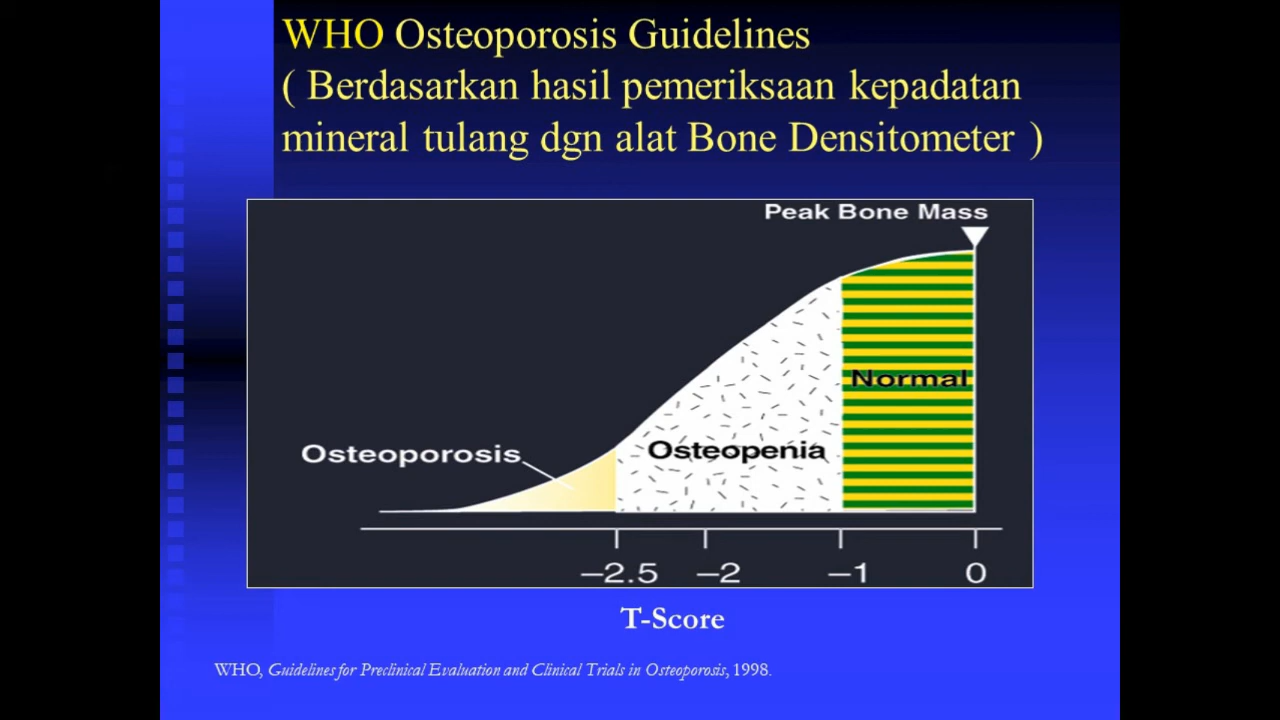 WHO Osteoporosis Guidelines
( Berdasarkan hasil pemeriksaan kepadatan
mineral tulang dgn alat Bone Densitometer )
Peak Bone Mass
Normal
Osteoporosis
Osteopenia
–2.5 –2 –1 0
T-Score
WHO, Guidelines for Preclinical Evaluation and Clinical Trials in Osteoporosis, 1998.